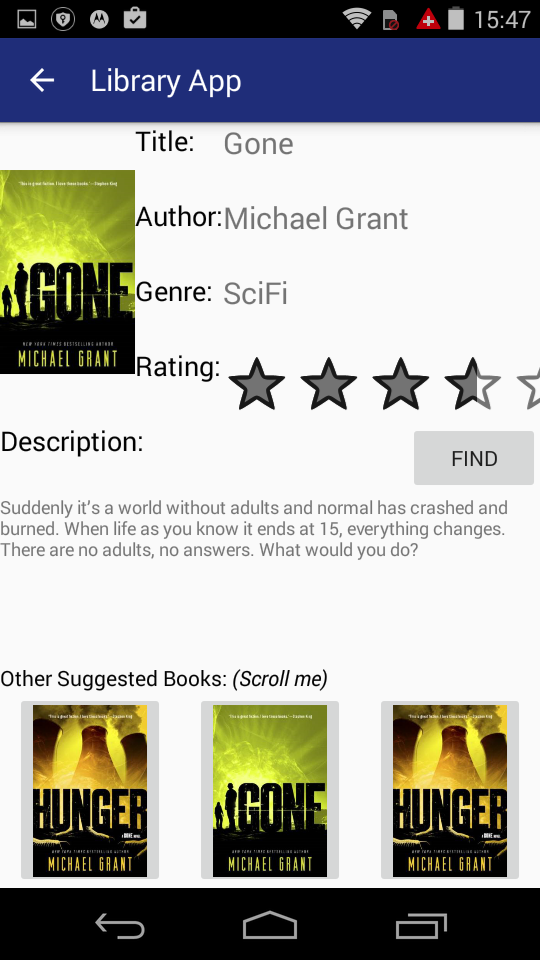 15:47
Library App
Title: Gone
"This is great fiction. I love these books." —Stephen King
Author: Michael Grant
GONE
Genre: SciFi
NEW YORK TIMES BESTSELLING AUTHOR
MICHAEL GRANT
Rating:
Description:
FIND
Suddenly it's a world without adults and normal has crashed and
burned. When life as you know it ends at 15, everything changes.
There are no adults, no answers. What would you do?
Other Suggested Books: (Scroll me)
HUNGER
A GONE NOVEL
NEW YORK TIMES BESTSELLING AUTHOR
MICHAEL GRANT
GONE
NEW YORK TIMES BESTSELLING AUTHOR
MICHAEL GRANT
HUNGER
A GONE NOVEL
NEW YORK TIMES BESTSELLING AUTHOR
MICHAEL GRANT